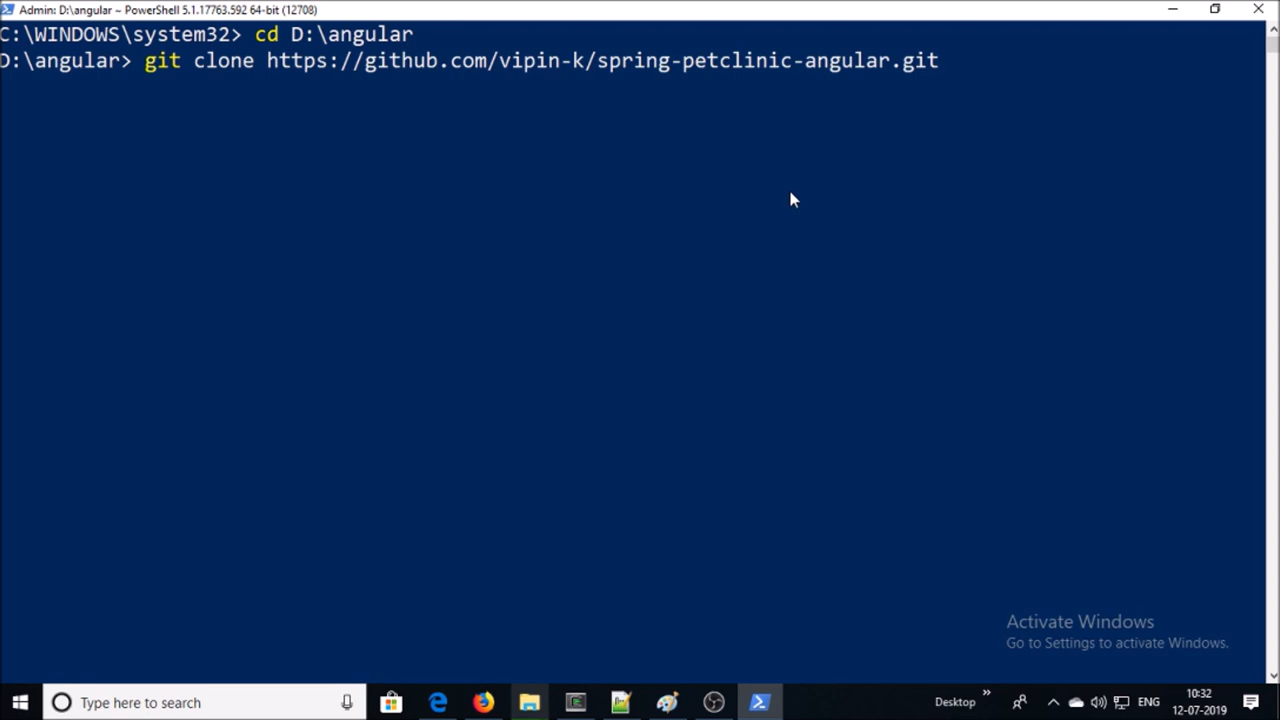 Admin: D:\angular ~ PowerShell 5.1.17763.592 64-bit (12708)
C:\WINDOWS\system32> cd D:\angular
D:\angular> git clone https://github.com/vipin-k/spring-petclinic-angular.git
Activate Windows
Go to Settings to activate Windows.
Type here to search
Desktop
ENG
10:32
12-07-2019